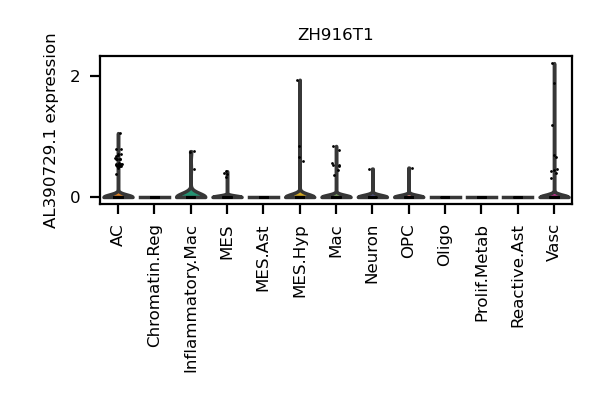 ZH916T1
AL390729.1 expression
2
0
AC
Chromatin.Reg
Inflammatory.Mac
MES
MES.Ast
MES.Hyp
Mac
Neuron
OPC
Oligo
Prolif.Metab
Reactive.Ast
Vasc